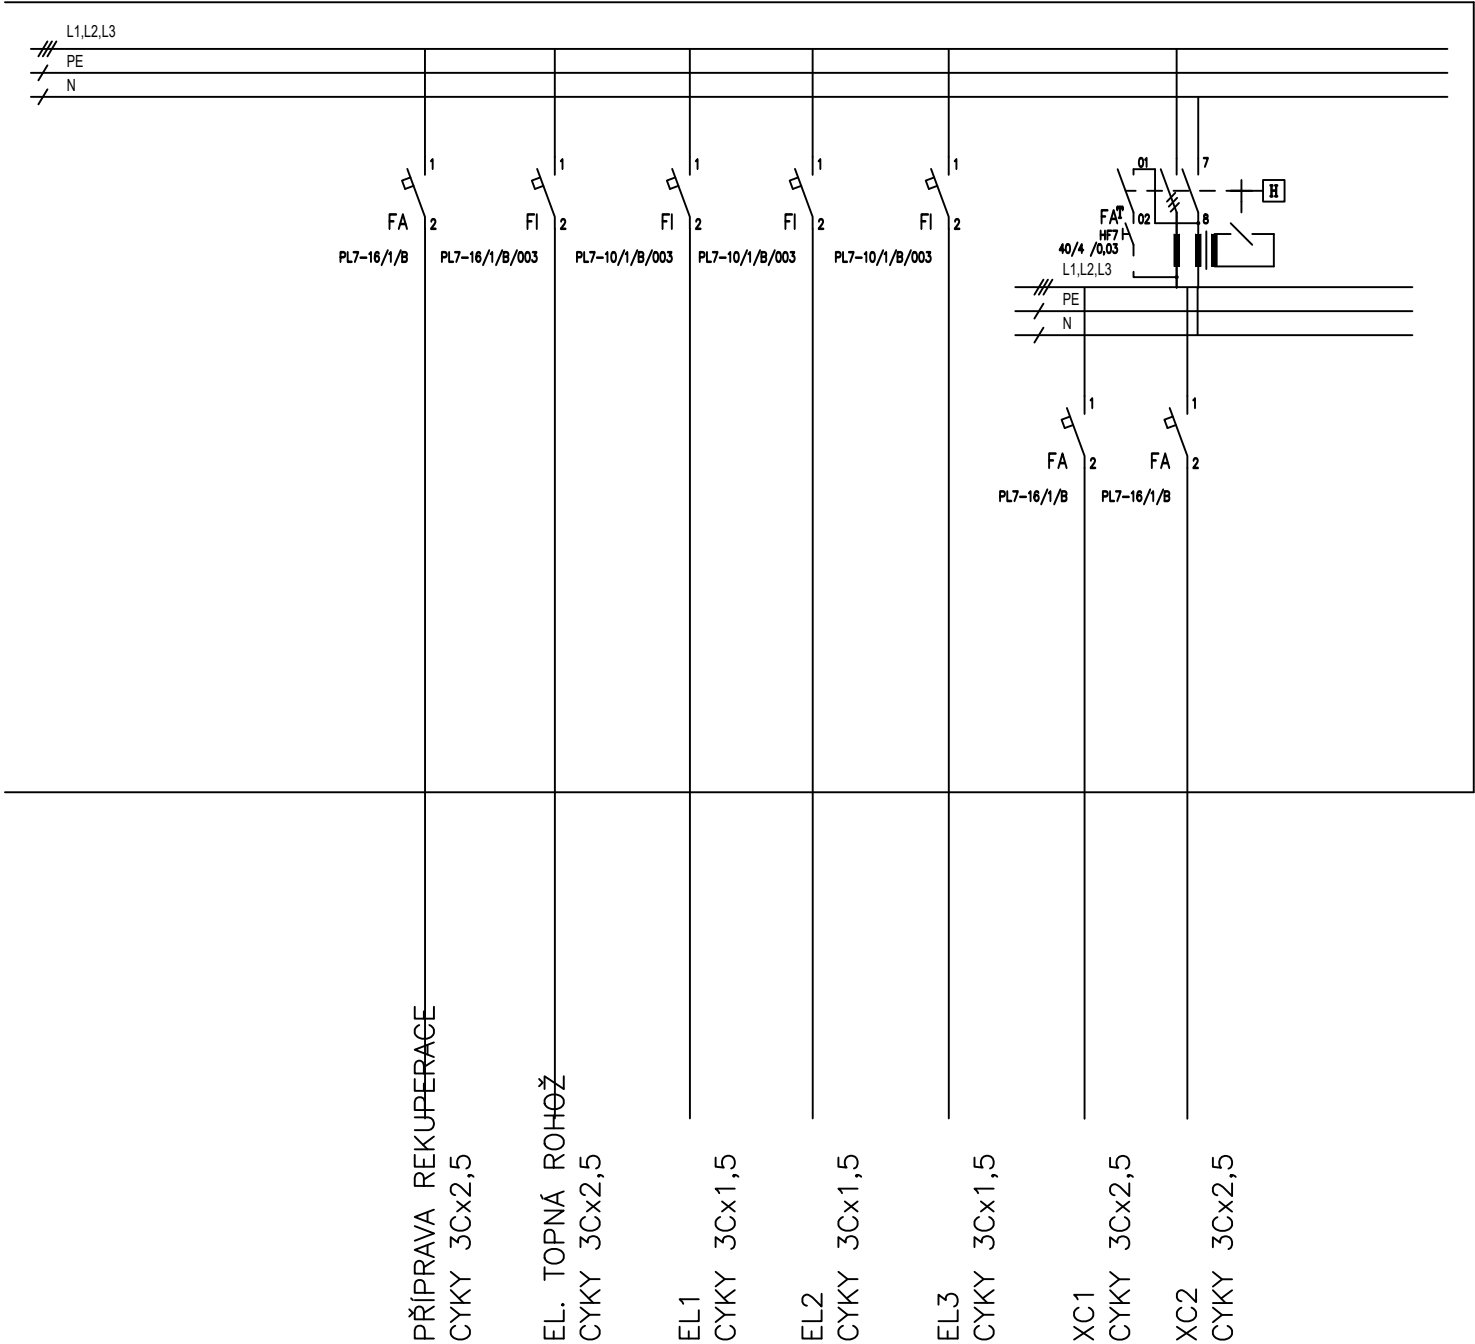 L1,L2,L3
PE
N
1
FA
2
PL7-16/1/B
1
FI
2
PL7-16/1/B/003
1
FI
2
PL7-10/1/B/003
1
FI
2
PL7-10/1/B/003
1
FI
2
PL7-10/1/B/003
01
7
H
FA
T
02
8
HF7
40/4 /0,03
L1,L2,L3
PE
N
1
FA
2
PL7-16/1/B
1
FA
2
PL7-16/1/B
PŘÍPRAVA REKUPERACE
CYKY 3Cx2,5
EL. TOPNÁ ROHOŽ
CYKY 3Cx2,5
EL1
CYKY 3Cx1,5
EL2
CYKY 3Cx1,5
EL3
CYKY 3Cx1,5
XC1
CYKY 3Cx2,5
XC2
CYKY 3Cx2,5